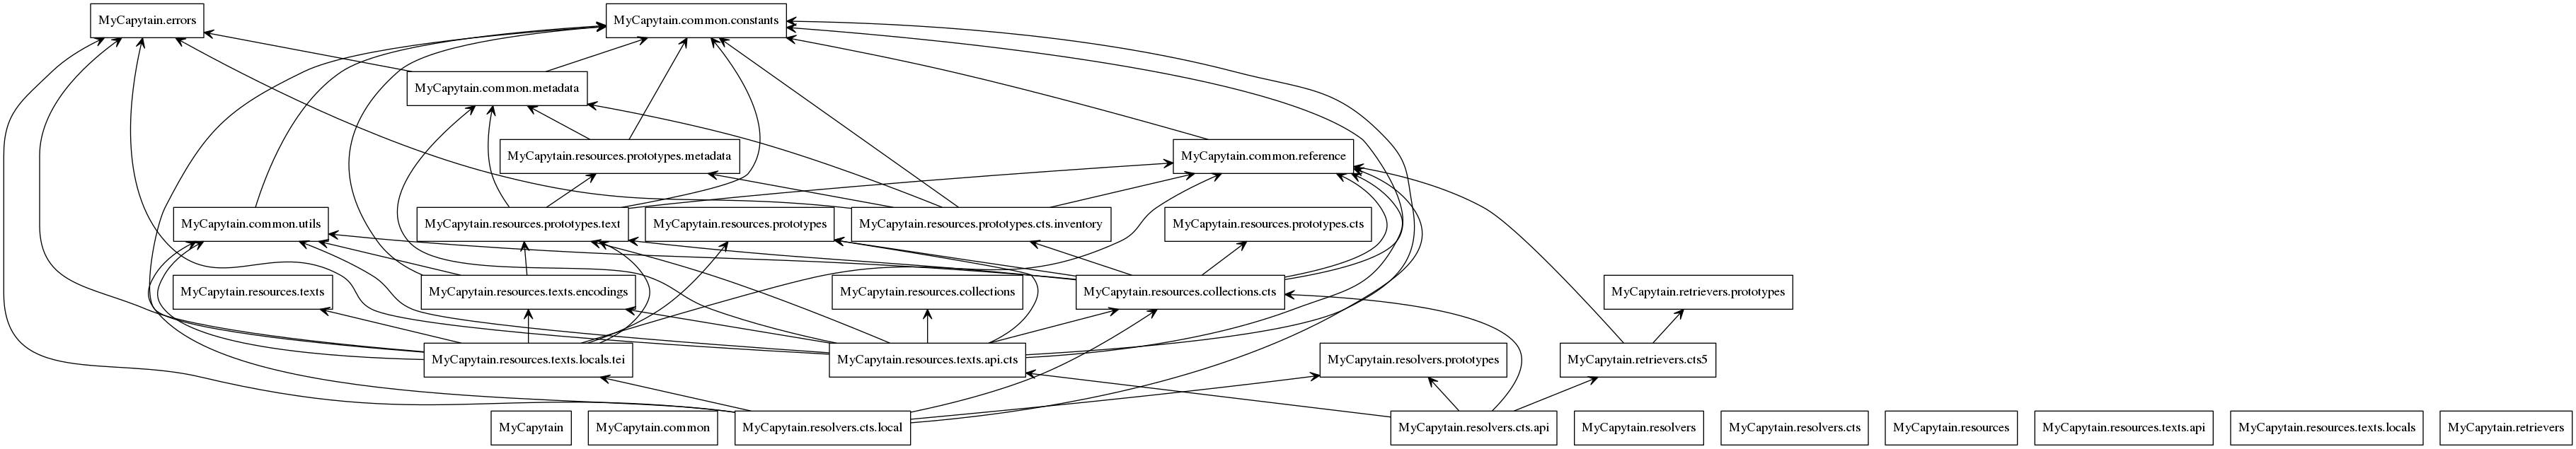 MyCapytain.errors
MyCapytain.common.constants
MyCapytain.common.metadata
MyCapytain.resources.prototypes.metadata
MyCapytain.common.reference
MyCapytain.common.utils
MyCapytain.resources.prototypes.text
MyCapytain.resources.prototypes
MyCapytain.resources.prototypes.cts.inventory
MyCapytain.resources.prototypes.cts
MyCapytain.resources.texts
MyCapytain.resources.texts.encodings
MyCapytain.resources.collections
MyCapytain.resources.collections.cts
MyCapytain.retrievers.prototypes
MyCapytain.resources.texts.locals.tei
MyCapytain.resources.texts.api.cts
MyCapytain.resolvers.prototypes
MyCapytain.retrievers.cts5
MyCapytain
MyCapytain.common
MyCapytain.resolvers.cts.local
MyCapytain.resolvers.cts.api
MyCapytain.resolvers
MyCapytain.resolvers.cts
MyCapytain.resources
MyCapytain.resources.texts.api
MyCapytain.resources.texts.locals
MyCapytain.retrievers